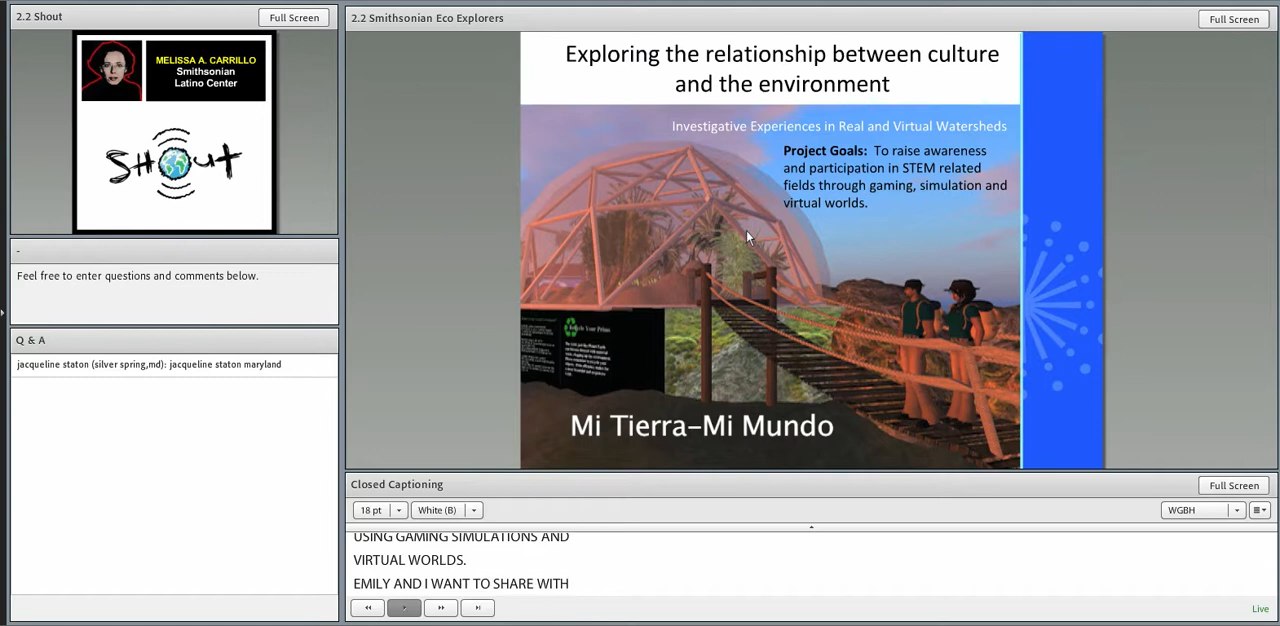 2.2 Shout
Full Screen
MELISSA A. CARRILLO
Smithsonian
Latino Center
SHOUT
-
Feel free to enter questions and comments below.
Q & A
jacqueline staton (silver spring,md): jacqueline staton maryland
2.2 Smithsonian Eco Explorers
Full Screen
Exploring the relationship between culture
and the environment
Investigative Experiences in Real and Virtual Watersheds
Project Goals: To raise awareness
and participation in STEM related
fields through gaming, simulation and
virtual worlds.
Recycle Your Prints
Mi Tierra–Mi Mundo
Closed Captioning
Full Screen
18 pt
White (B)
WGBH
USING GAMING SIMULATIONS AND
VIRTUAL WORLDS.
EMILY AND I WANT TO SHARE WITH
Live